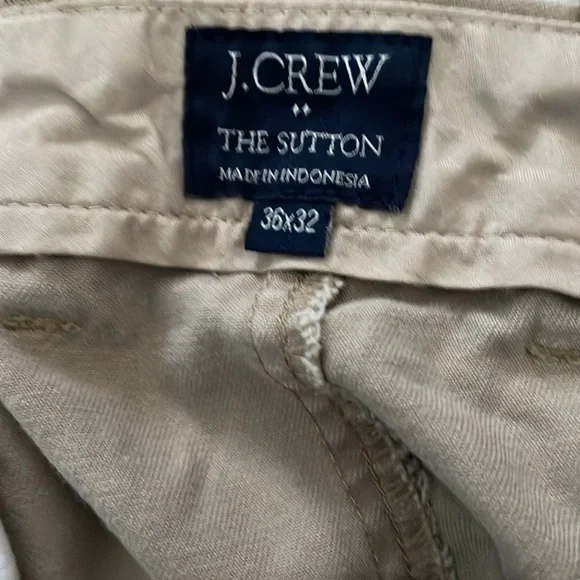 J.CREW
THE SUTTON
MADE IN INDONESIA
36x32